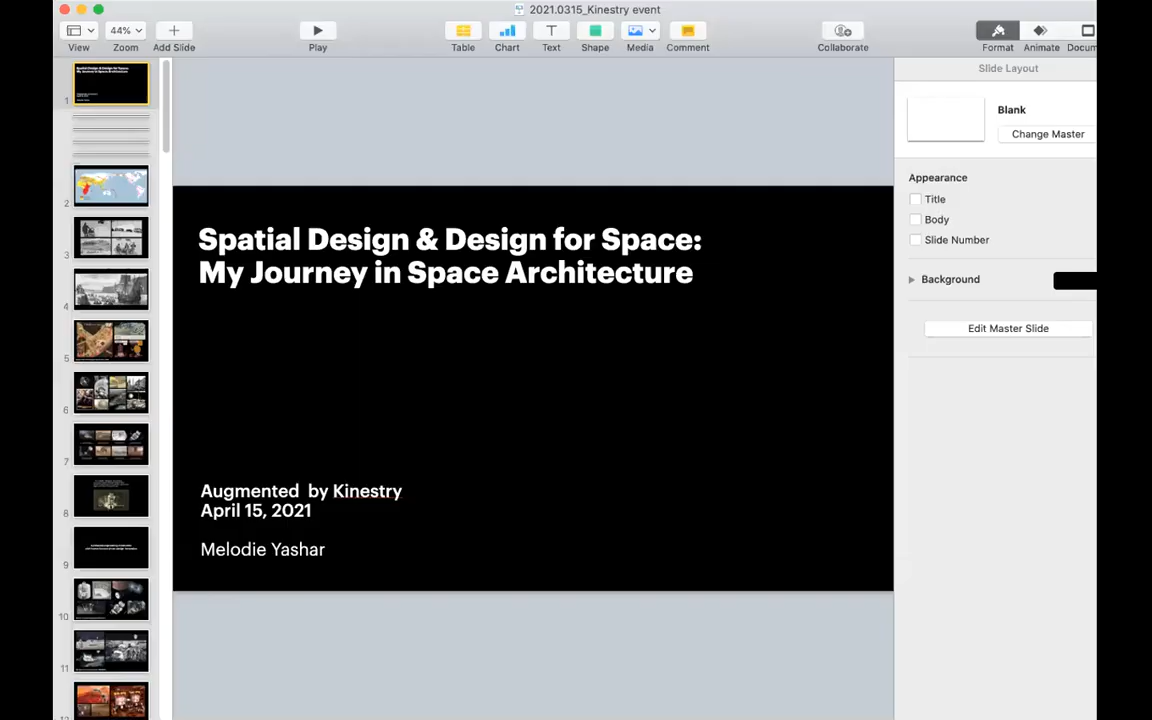 2021.0315_Kinestry event
44%
View
Zoom
Add Slide
Play
Table
Chart
Text
Shape
Media
Comment
Collaborate
Format
Animate
Docum
Slide Layout
Blank
Change Master
Appearance
Title
Body
Slide Number
Background
Edit Master Slide
1
2
3
4
5
6
7
8
9
10
11
Spatial Design & Design for Space:
My Journey in Space Architecture
Augmented by Kinestry
April 15, 2021
Melodie Yashar